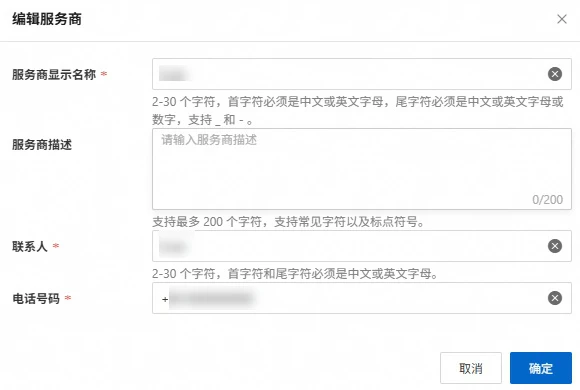 编辑服务商
服务商显示名称 *
2-30 个字符，首字符必须是中文或英文字母，尾字符必须是中文或英文字母或
数字，支持 _ 和 - 。
服务商描述
请输入服务商描述
0/200
支持最多 200 个字符，支持常见字符以及标点符号。
联系人 *
2-30 个字符，首字符和尾字符必须是中文或英文字母。
电话号码 *
+
取消
确定